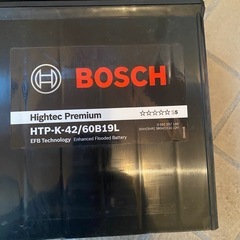 BOSCH
Hightec Premium
HTP-K-42/60B19L
EFB Technology Enhanced Flooded Battery